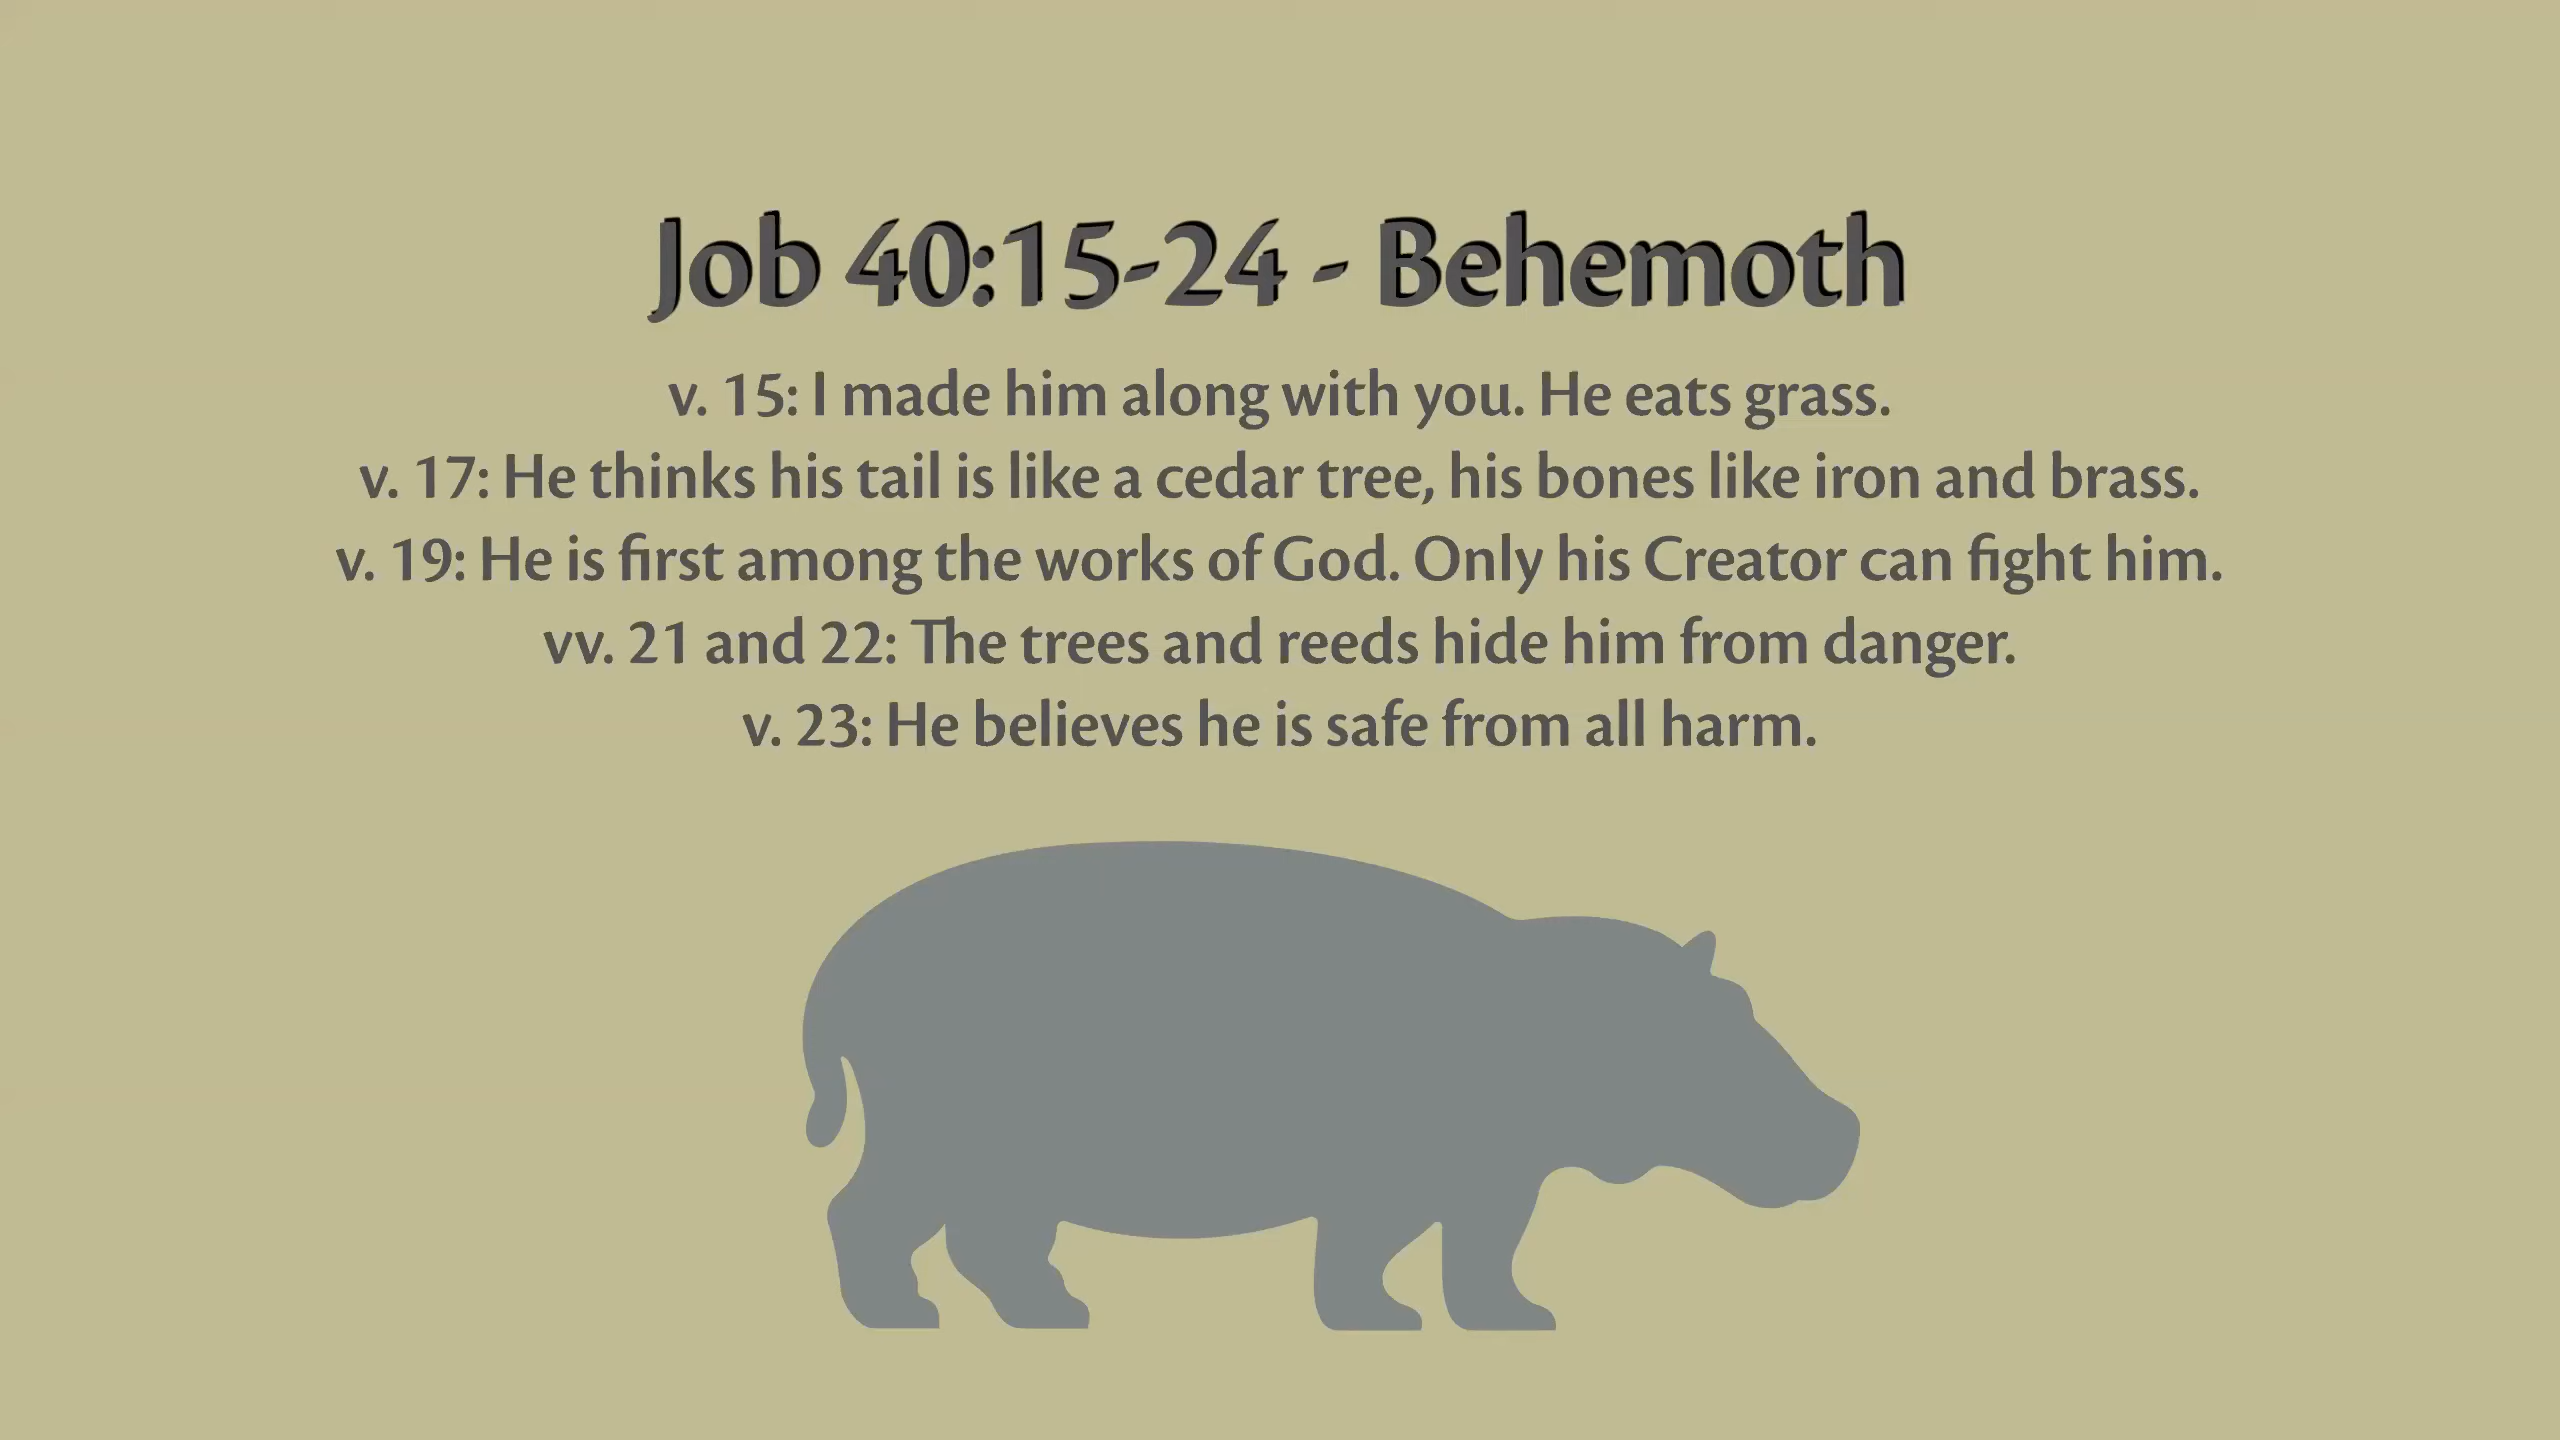 Job 40:15-24 - Behemoth
v. 15: I made him along with you. He eats grass.
v. 17: He thinks his tail is like a cedar tree, his bones like iron and brass.
v. 19: He is first among the works of God. Only his Creator can fight him.
vv. 21 and 22: The trees and reeds hide him from danger.
v. 23: He believes he is safe from all harm.